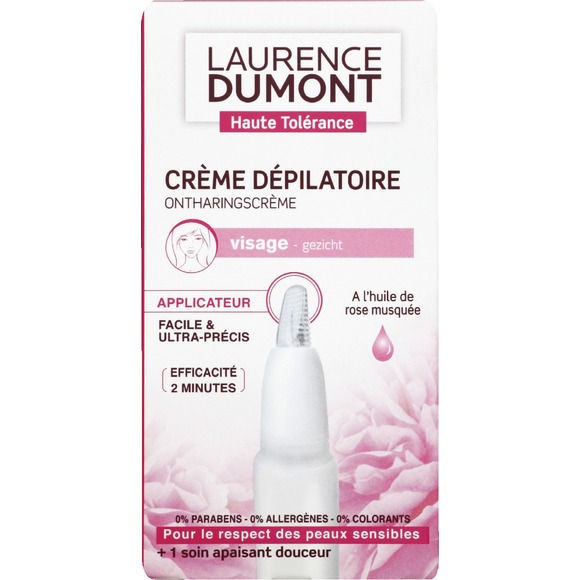 LAURENCE
DUMONT
Haute Tolérance
CRÈME DÉPILATOIRE
ONTHARINGSCRÈME
visage - gezicht
APPLICATEUR
FACILE &
ULTRA-PRÉCIS
A l'huile de
rose musquée
EFFICACITÉ
2 MINUTES
0% PARABENS - 0% ALLERGÈNES - 0% COLORANTS
Pour le respect des peaux sensibles
+ 1 soin apaisant douceur